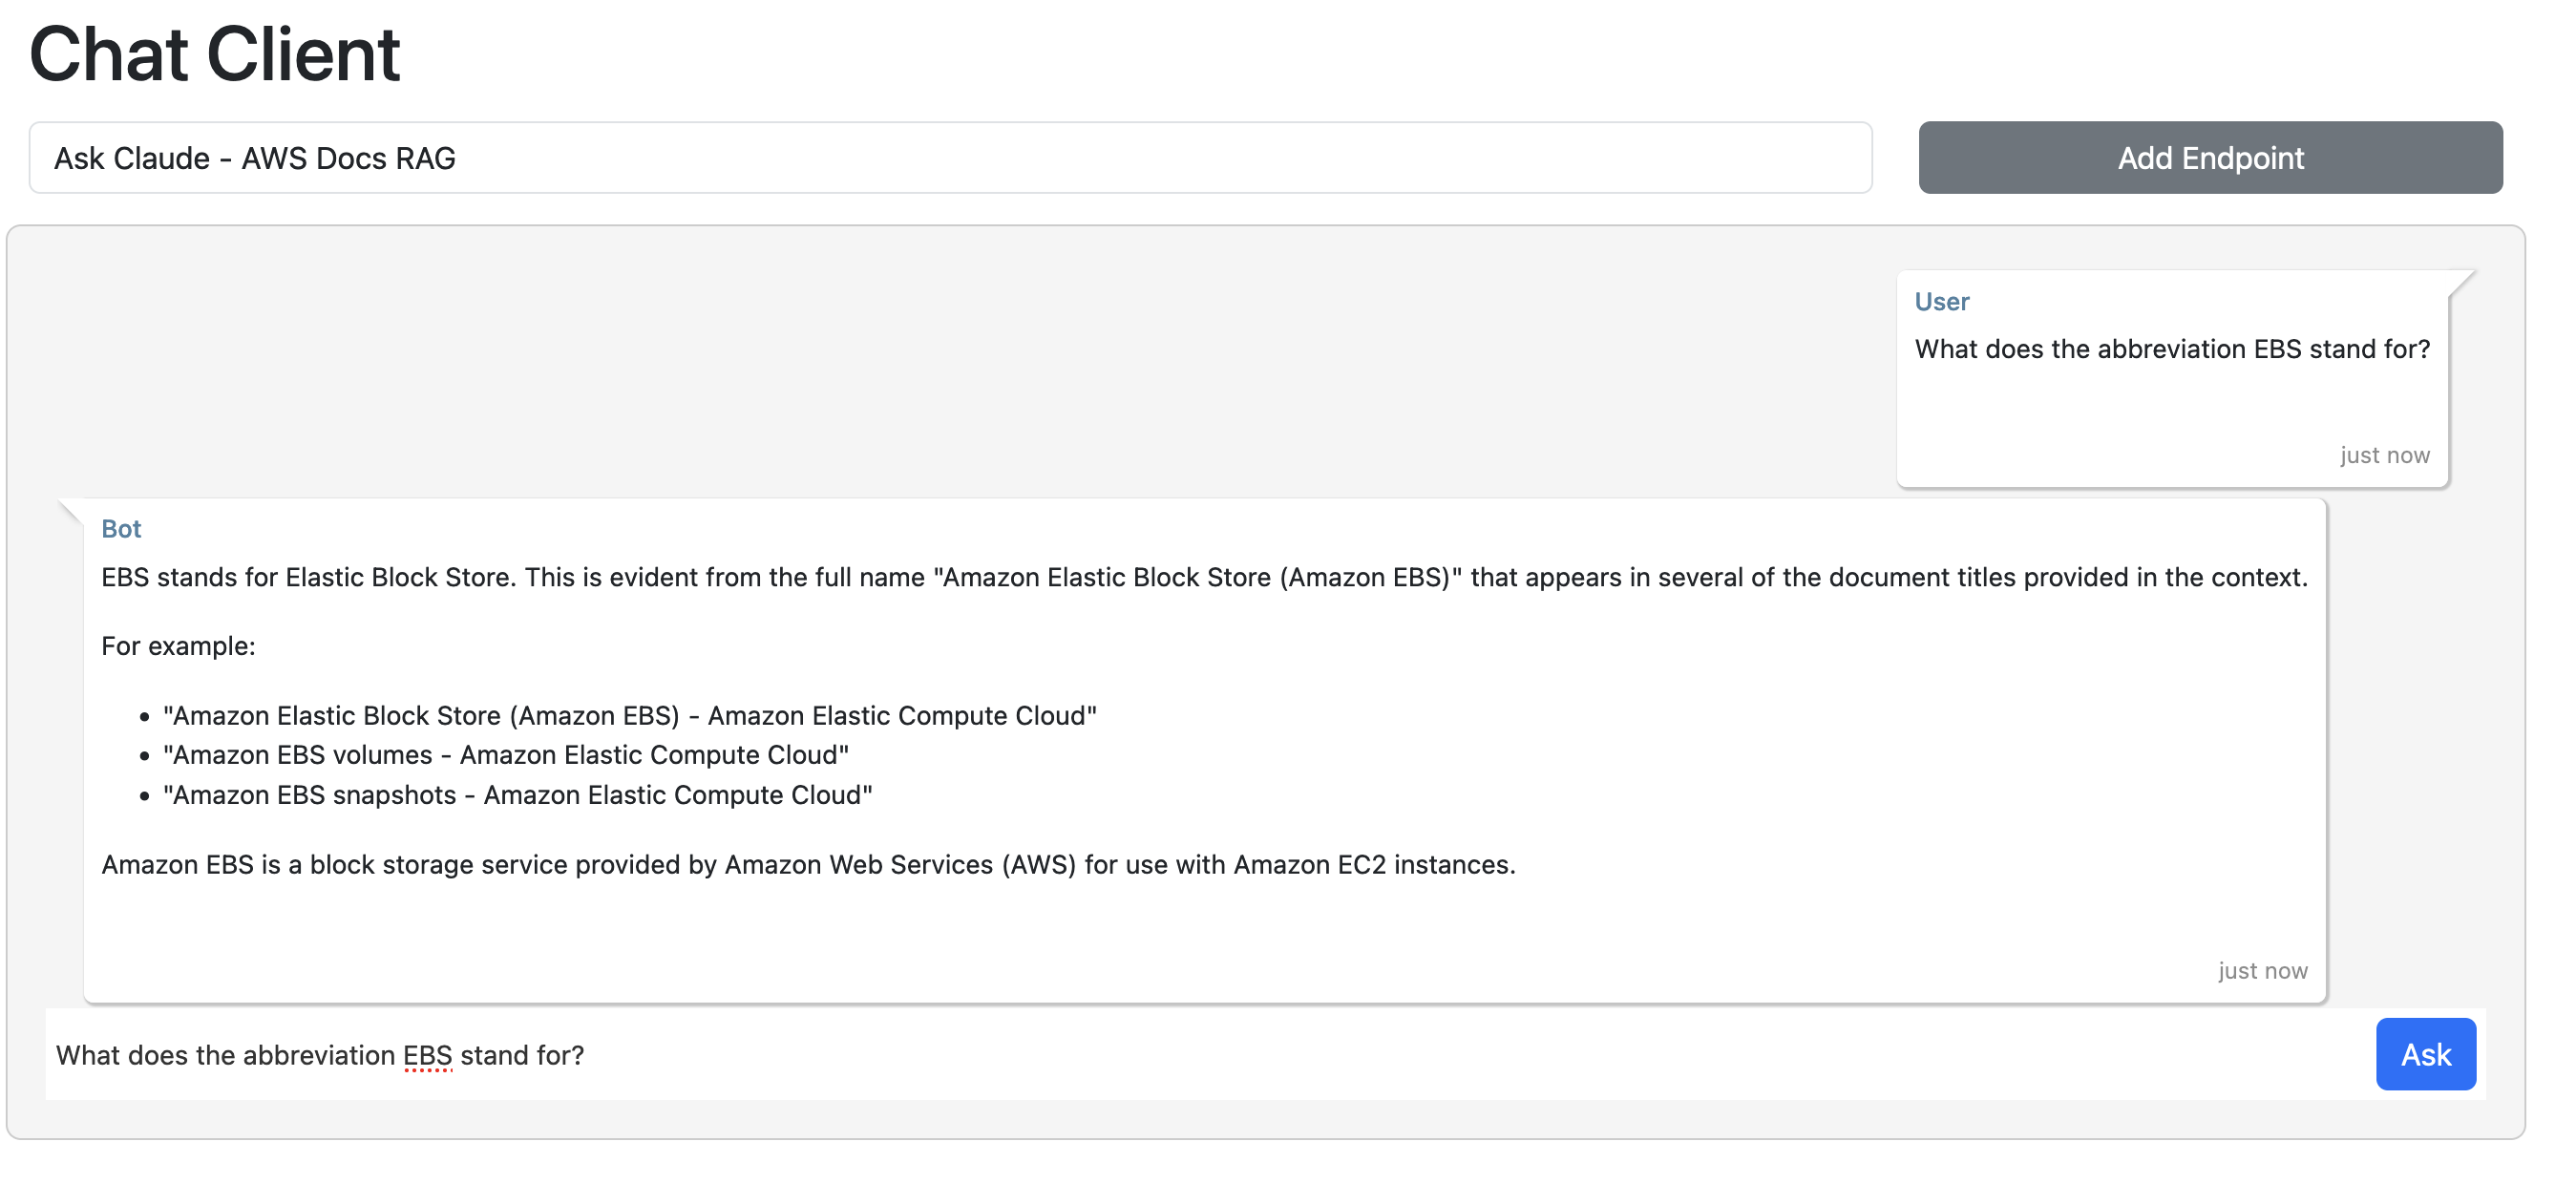 Chat Client
Ask Claude - AWS Docs RAG
Add Endpoint
User
What does the abbreviation EBS stand for?
just now
Bot
EBS stands for Elastic Block Store. This is evident from the full name "Amazon Elastic Block Store (Amazon EBS)" that appears in several of the document titles provided in the context.
For example:
• "Amazon Elastic Block Store (Amazon EBS) - Amazon Elastic Compute Cloud"
• "Amazon EBS volumes - Amazon Elastic Compute Cloud"
• "Amazon EBS snapshots - Amazon Elastic Compute Cloud"
Amazon EBS is a block storage service provided by Amazon Web Services (AWS) for use with Amazon EC2 instances.
just now
What does the abbreviation EBS stand for?
Ask